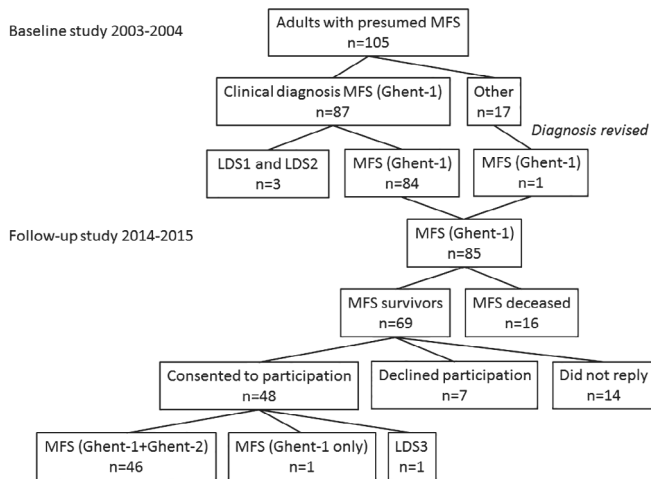 Baseline study 2003-2004
Adults with presumed MFS
n=105
Clinical diagnosis MFS (Ghent-1)
n=87
Other
n=17
Diagnosis revised
LDS1 and LDS2
n=3
MFS (Ghent-1)
n=84
MFS (Ghent-1)
n=1
Follow-up study 2014-2015
MFS (Ghent-1)
n=85
MFS survivors
n=69
MFS deceased
n=16
Consented to participation
n=48
Declined participation
n=7
Did not reply
n=14
MFS (Ghent-1+Ghent-2)
n=46
MFS (Ghent-1 only)
n=1
LDS3
n=1